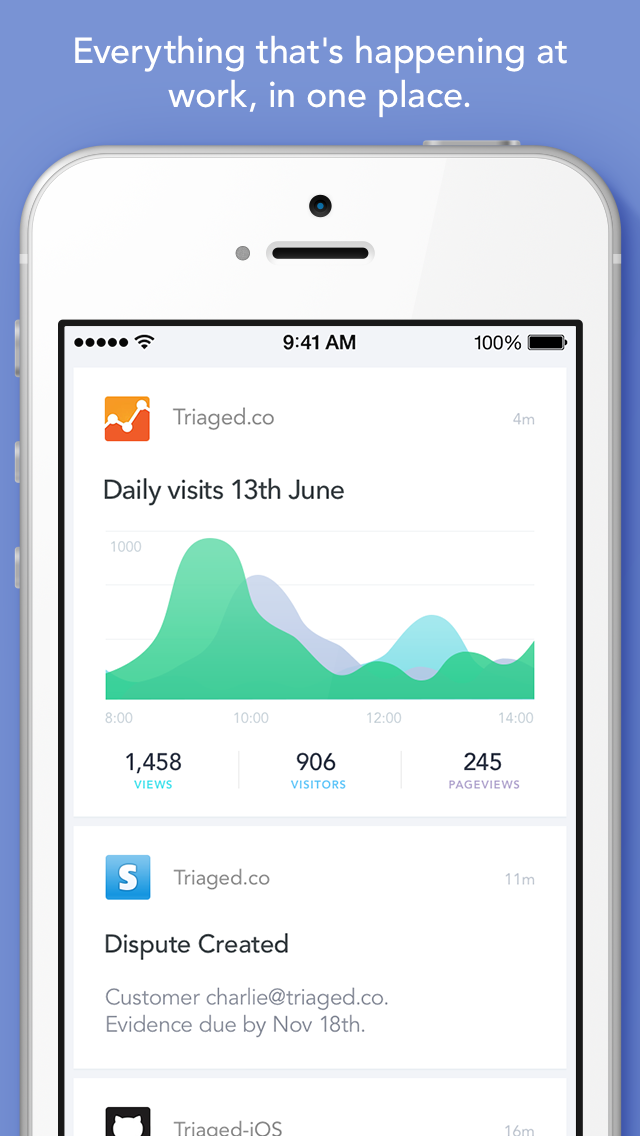 Everything that's happening at
work, in one place.
9:41 AM
100%
Triaged.co
4m
Daily visits 13th June
1000
8:00
10:00
12:00
14:00
1,458
906
245
VIEWS
VISITORS
PAGEVIEWS
S
Triaged.co
11m
Dispute Created
Customer charlie@triaged.co.
Evidence due by Nov 18th.
Triaged-iOS
16m